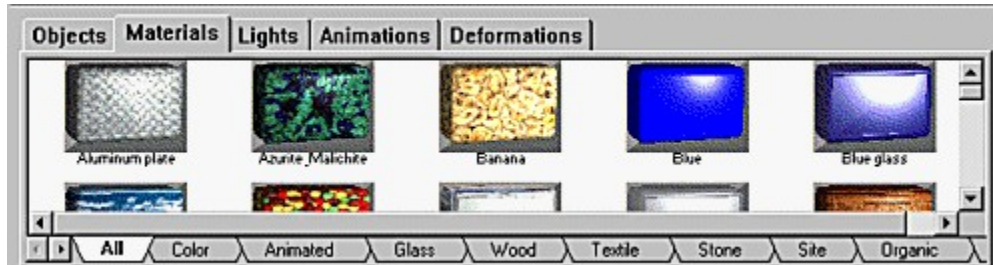 Objects Materials Lights Animations Deformations
Aluminum plate Azurite_Malichite Banana Blue Blue glass
All Color Animated Glass Wood Textile Stone Site Organic